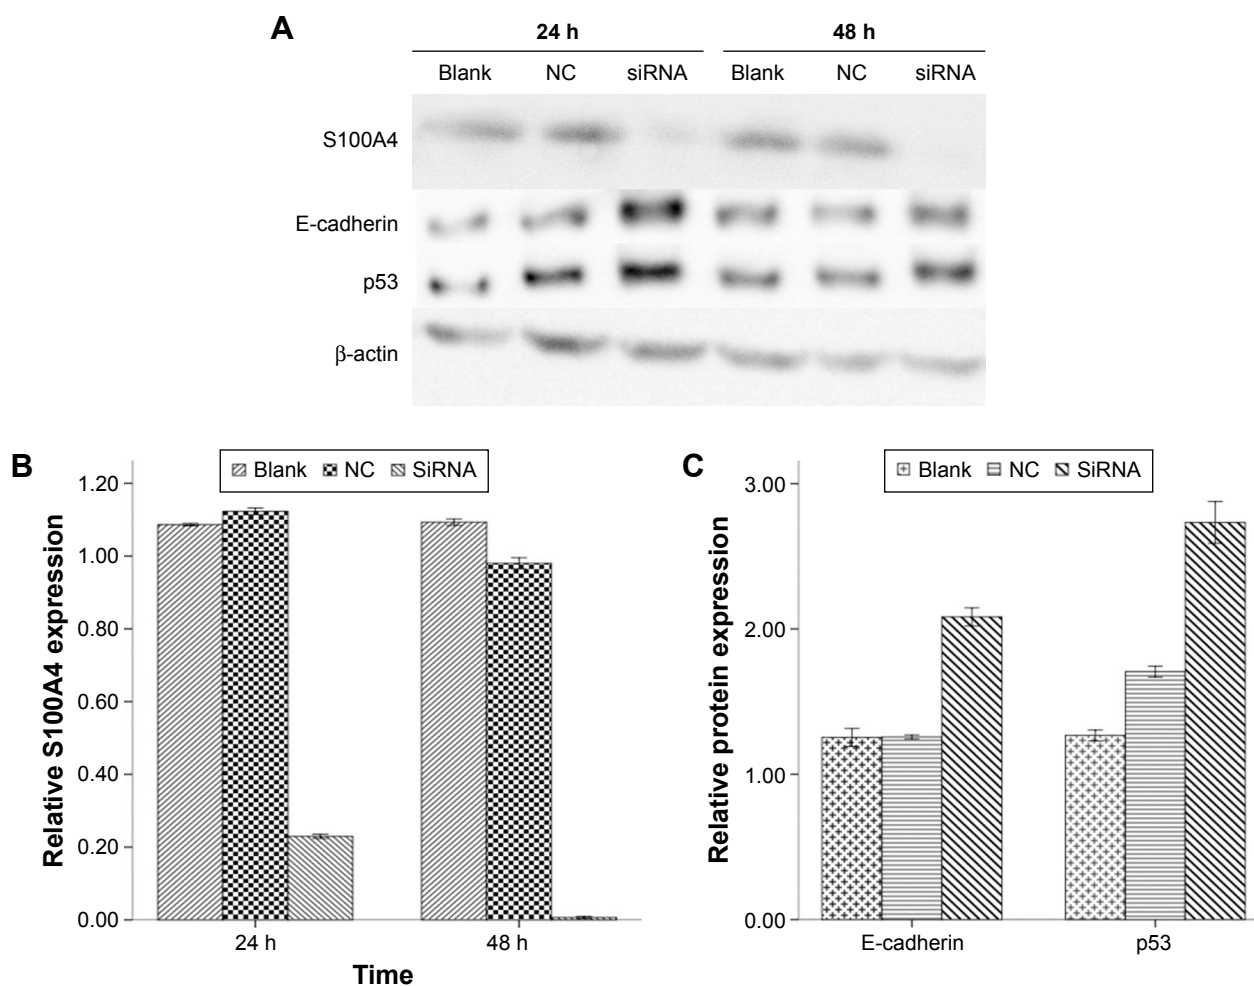 A
24 h 48 h
Blank NC siRNA Blank NC siRNA
S100A4
E-cadherin
p53
β-actin
B
Blank NC SiRNA
Relative S100A4 expression
1.20
1.00
0.80
0.60
0.40
0.20
0.00
24 h 48 h
Time
C
Blank NC SiRNA
Relative protein expression
3.00
2.00
1.00
0.00
E-cadherin p53